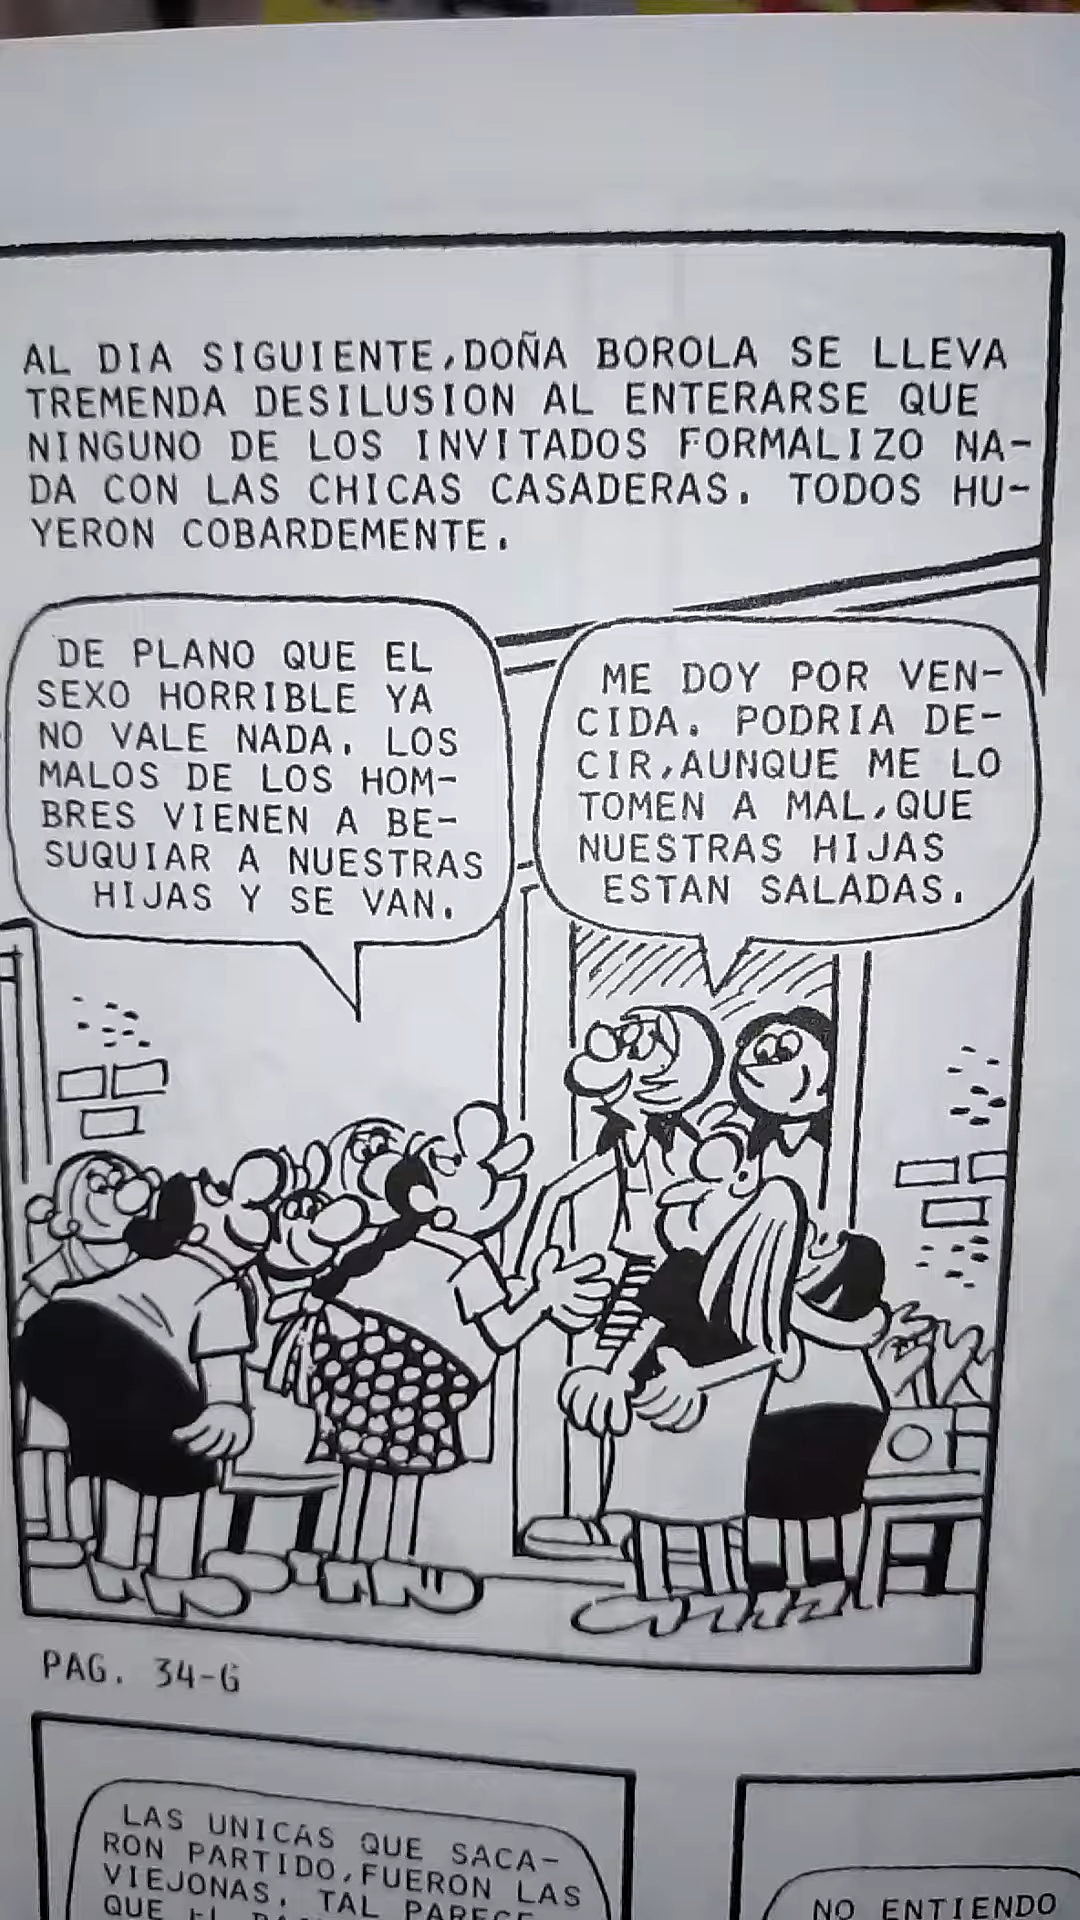 AL DIA SIGUIENTE,DOÑA BOROLA SE LLEVA
TREMENDA DESILUSION AL ENTERARSE QUE
NINGUNO DE LOS INVITADOS FORMALIZO NA-
DA CON LAS CHICAS CASADERAS. TODOS HU-
YERON COBARDEMENTE.
DE PLANO QUE EL
SEXO HORRIBLE YA
NO VALE NADA. LOS
MALOS DE LOS HOM-
BRES VIENEN A BE-
SUQUIAR A NUESTRAS
HIJAS Y SE VAN.
ME DOY POR VEN-
CIDA. PODRIA DE-
CIR,AUNQUE ME LO
TOMEN A MAL,QUE
NUESTRAS HIJAS
ESTAN SALADAS.
PAG. 34-G
LAS UNICAS QUE SACA-
RON PARTIDO,FUERON LAS
VIEJONAS. TAL PARECE
QUE EL
NO ENTIENDO